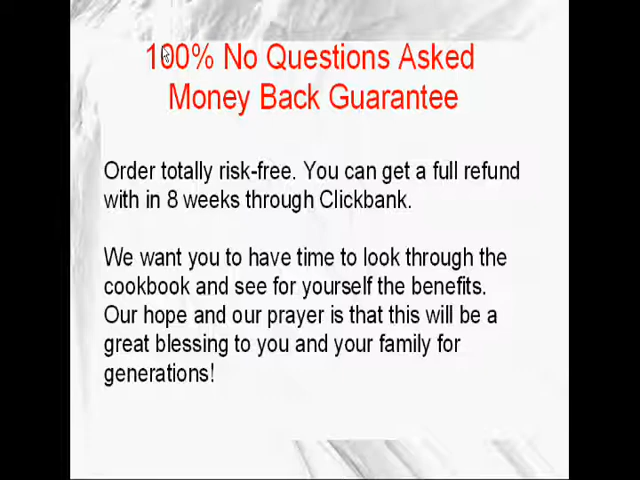 100% No Questions Asked
Money Back Guarantee
Order totally risk-free. You can get a full refund
with in 8 weeks through Clickbank.
We want you to have time to look through the
cookbook and see for yourself the benefits.
Our hope and our prayer is that this will be a
great blessing to you and your family for
generations!